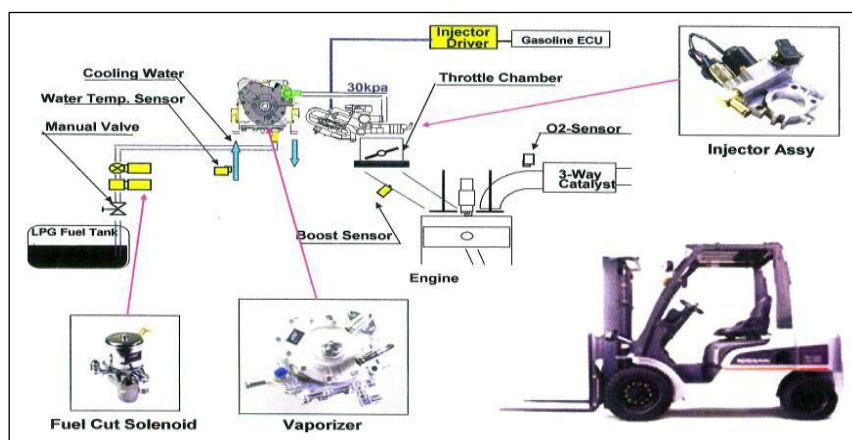 Injector
Driver
Gasoline ECU
Cooling Water
Water Temp. Sensor
Manual Valve
30kpa
Throttle Chamber
O2-Sensor
Injector Assy
3-Way
Catalyst
LPG Fuel Tank
Boost Sensor
Engine
Fuel Cut Solenoid
Vaporizer
NISSAN